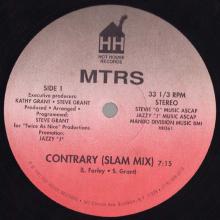 HH
HOT HOUSE
RECORDS
MTRS
SIDE 1
Executive producers:
KATHY GRANT • STEVE GRANT
Produced • Arranged •
Programmed:
STEVE GRANT
for "Twice As Nice" Productions
Promotion:
JAZZY "J"
33 1/3 RPM
STEREO
STEVIE "G" MUSIC ASCAP
JAZZY "J" MUSIC ASCAP
MANDO DIVISION MUSIC BMI
CONTRARY (SLAM MIX) 7:15
(L. Farley • S. Grant)